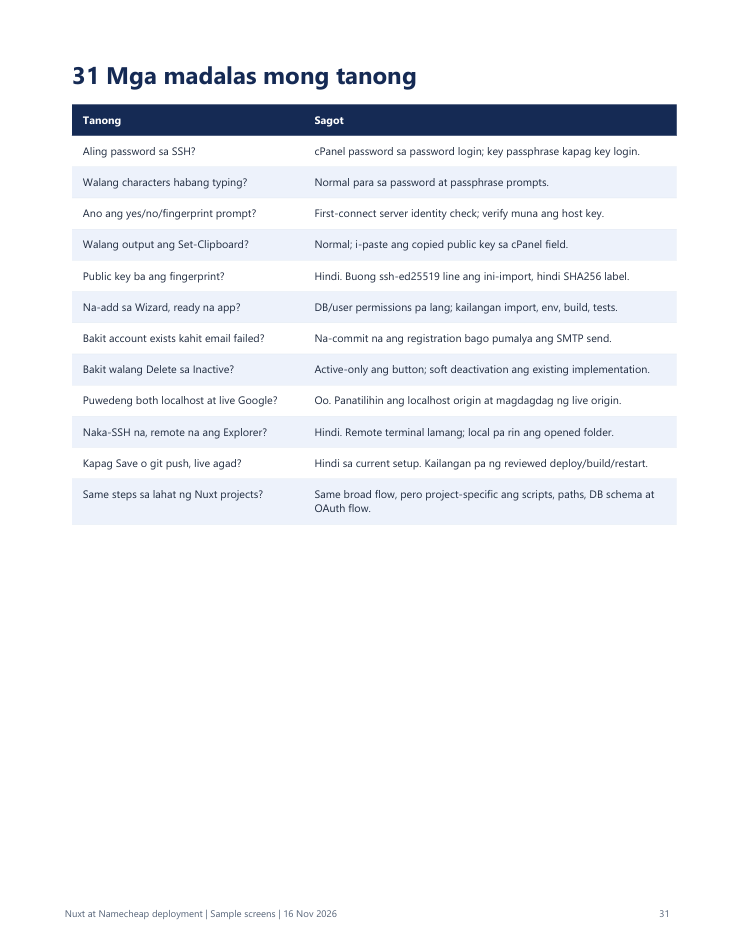 31 Mga madalas mong tanong
Tanong Sagot
Aling password sa SSH? cPanel password sa password login; key passphrase kapag key login.
Walang characters habang typing? Normal para sa password at passphrase prompts.
Ano ang yes/no/fingerprint prompt? First-connect server identity check; verify muna ang host key.
Walang output ang Set-Clipboard? Normal; i-paste ang copied public key sa cPanel field.
Public key ba ang fingerprint? Hindi. Buong ssh-ed25519 line ang ini-import, hindi SHA256 label.
Na-add sa Wizard, ready na app? DB/user permissions pa lang; kailangan import, env, build, tests.
Bakit account exists kahit email failed? Na-commit na ang registration bago pumalya ang SMTP send.
Bakit walang Delete sa Inactive? Active-only ang button; soft deactivation ang existing implementation.
Puwedeng both localhost at live Google? Oo. Panatilihin ang localhost origin at magdagdag ng live origin.
Naka-SSH na, remote na ang Explorer? Hindi. Remote terminal lamang; local pa rin ang opened folder.
Kapag Save o git push, live agad? Hindi sa current setup. Kailangan pa ng reviewed deploy/build/restart.
Same steps sa lahat ng Nuxt projects? Same broad flow, pero project-specific ang scripts, paths, DB schema at
OAuth flow.
Nuxt at Namecheap deployment | Sample screens | 16 Nov 2026 31